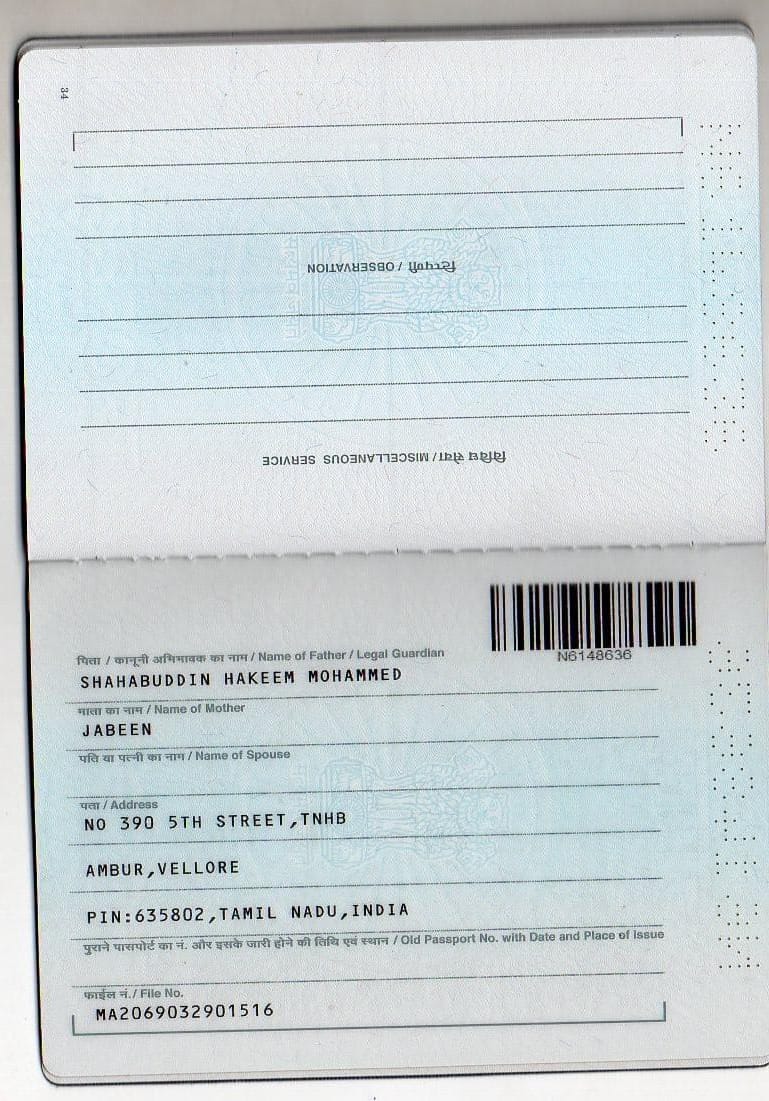 34
टिप्पणी / OBSERVATION
विविध सेवा / MISCELLANEOUS SERVICE
N6148636
पिता / कानूनी अभिभावक का नाम / Name of Father / Legal Guardian
SHAHABUDDIN HAKEEM MOHAMMED
माता का नाम / Name of Mother
JABEEN
पति या पत्नी का नाम / Name of Spouse
पता / Address
NO 390 5TH STREET,TNHB
AMBUR,VELLORE
PIN:635802,TAMIL NADU,INDIA
पुराने पासपोर्ट का नं. और इसके जारी होने की तिथि एवं स्थान / Old Passport No. with Date and Place of Issue
फाईल नं./ File No.
MA2069032901516